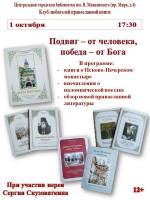 Центральная городская библиотека им. В. Маяковского (пр. Мира, д.4)
Клуб любителей православной книги
1 октября 17:30
Подвиг – от человека,
победа – от Бога
В программе:
книги о Псково-Печерском
монастыре
впечатления о
паломнической поездке
обзор новой православной
литературы
При участии иерея
Сергия Скузоваткина
12+